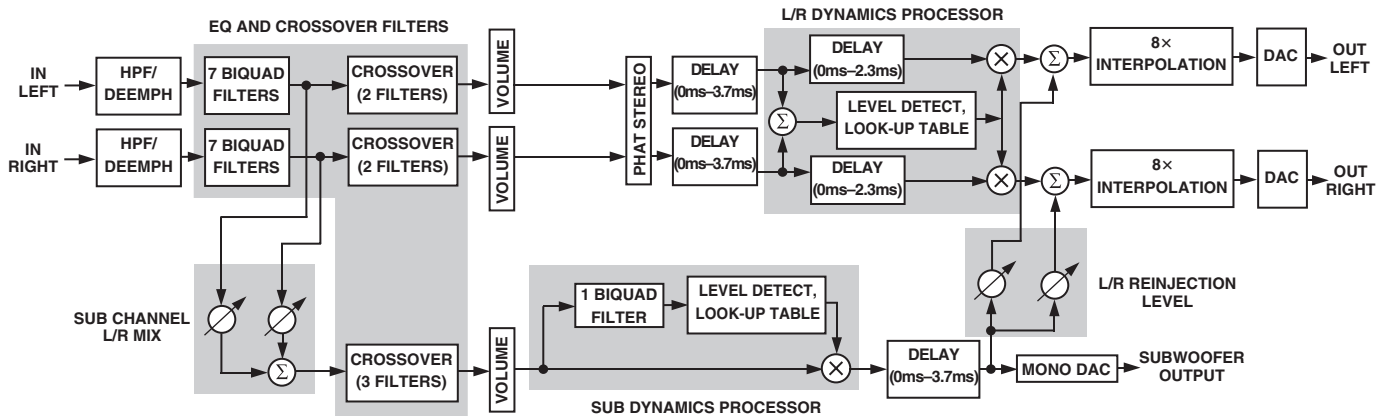 EQ AND CROSSOVER FILTERS
L/R DYNAMICS PROCESSOR
IN
LEFT
HPF/
DEEMPH
7 BIQUAD
FILTERS
CROSSOVER
(2 FILTERS)
VOLUME
PHAT STEREO
DELAY
(0ms–3.7ms)
DELAY
(0ms–2.3ms)
×
Σ
8×
INTERPOLATION
DAC
OUT
LEFT
Σ
LEVEL DETECT,
LOOK-UP TABLE
IN
RIGHT
HPF/
DEEMPH
7 BIQUAD
FILTERS
CROSSOVER
(2 FILTERS)
VOLUME
DELAY
(0ms–3.7ms)
DELAY
(0ms–2.3ms)
×
Σ
8×
INTERPOLATION
DAC
OUT
RIGHT
SUB CHANNEL
L/R MIX
Σ
1 BIQUAD
FILTER
LEVEL DETECT,
LOOK-UP TABLE
L/R REINJECTION
LEVEL
CROSSOVER
(3 FILTERS)
VOLUME
×
DELAY
(0ms–3.7ms)
MONO DAC
SUBWOOFER
OUTPUT
SUB DYNAMICS PROCESSOR